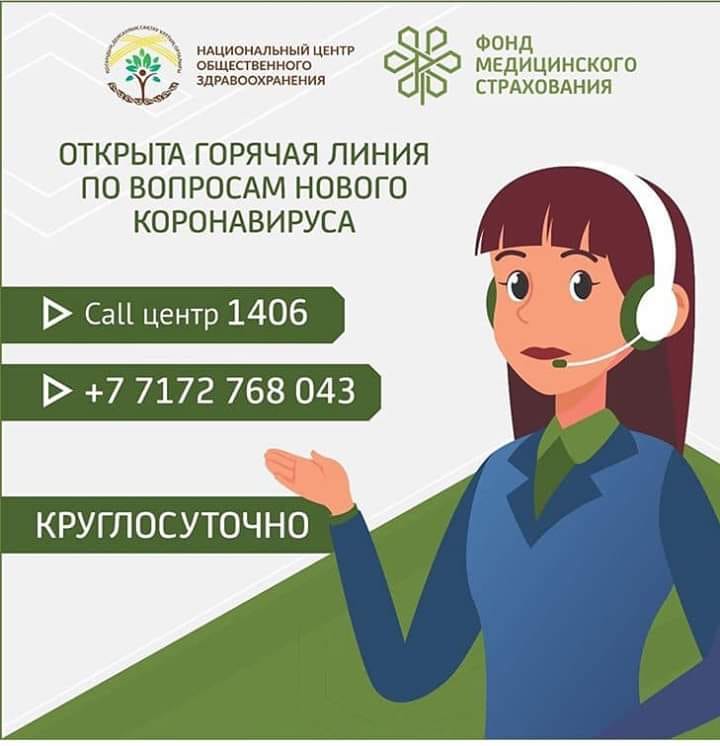 НАЦИОНАЛЬНЫЙ ЦЕНТР
ОБЩЕСТВЕННОГО
ЗДРАВООХРАНЕНИЯ
ФОНД
МЕДИЦИНСКОГО
СТРАХОВАНИЯ
ОТКРЫТА ГОРЯЧАЯ ЛИНИЯ
ПО ВОПРОСАМ НОВОГО
КОРОНАВИРУСА
Call центр 1406
+7 7172 768 043
КРУГЛОСУТОЧНО